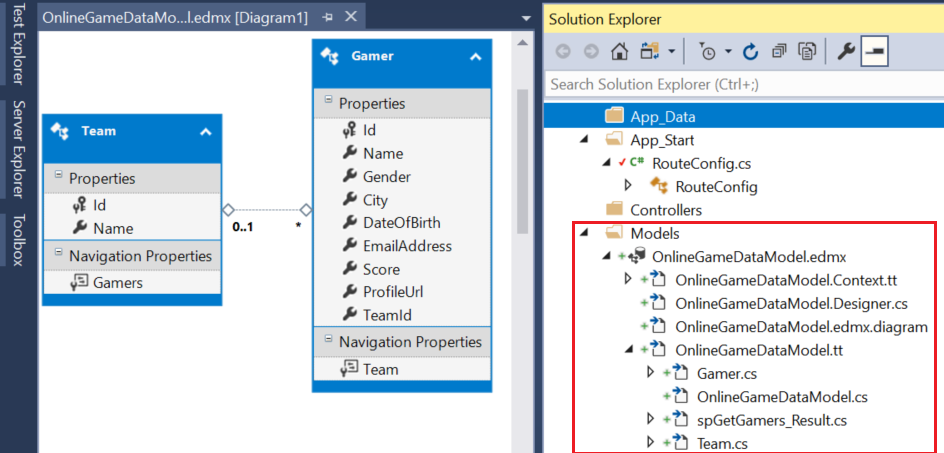 Test Explorer
Server Explorer
Toolbox
OnlineGameDataMo...l.edmx [Diagram1]
Team
Properties
Id
Name
Navigation Properties
Gamers
0..1
*
Gamer
Properties
Id
Name
Gender
City
DateOfBirth
EmailAddress
Score
ProfileUrl
TeamId
Navigation Properties
Team
Solution Explorer
Search Solution Explorer (Ctrl+;)
App_Data
App_Start
C# RouteConfig.cs
RouteConfig
Controllers
Models
OnlineGameDataModel.edmx
OnlineGameDataModel.Context.tt
OnlineGameDataModel.Designer.cs
OnlineGameDataModel.edmx.diagram
OnlineGameDataModel.tt
Gamer.cs
OnlineGameDataModel.cs
spGetGamers_Result.cs
Team.cs